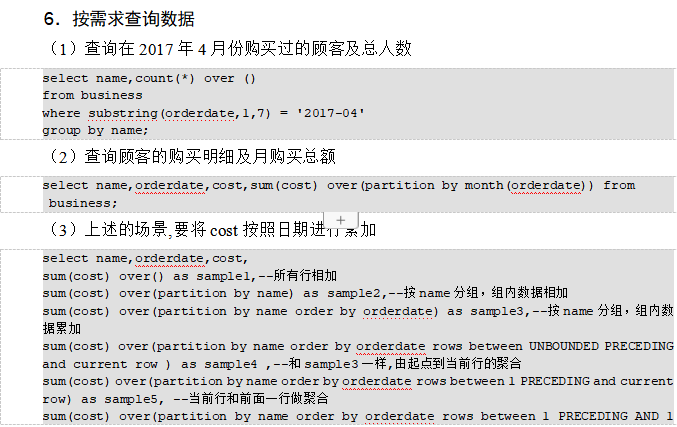 6．按需求查询数据
（1）查询在 2017 年 4 月份购买过的顾客及总人数
select name,count(*) over ()
from business
where substring(orderdate,1,7) = '2017-04'
group by name;
（2）查询顾客的购买明细及月购买总额
select name,orderdate,cost,sum(cost) over(partition by month(orderdate)) from
business;
（3）上述的场景,要将 cost 按照日期进行累加
select name,orderdate,cost,
sum(cost) over() as sample1,--所有行相加
sum(cost) over(partition by name) as sample2,--按 name 分组，组内数据相加
sum(cost) over(partition by name order by orderdate) as sample3,--按 name 分组，组内数
据累加
sum(cost) over(partition by name order by orderdate rows between UNBOUNDED PRECEDING
and current row ) as sample4 ,--和 sample3 一样,由起点到当前行的聚合
sum(cost) over(partition by name order by orderdate rows between 1 PRECEDING and current
row) as sample5, --当前行和前面一行做聚合
sum(cost) over(partition by name order by orderdate rows between 1 PRECEDING AND 1